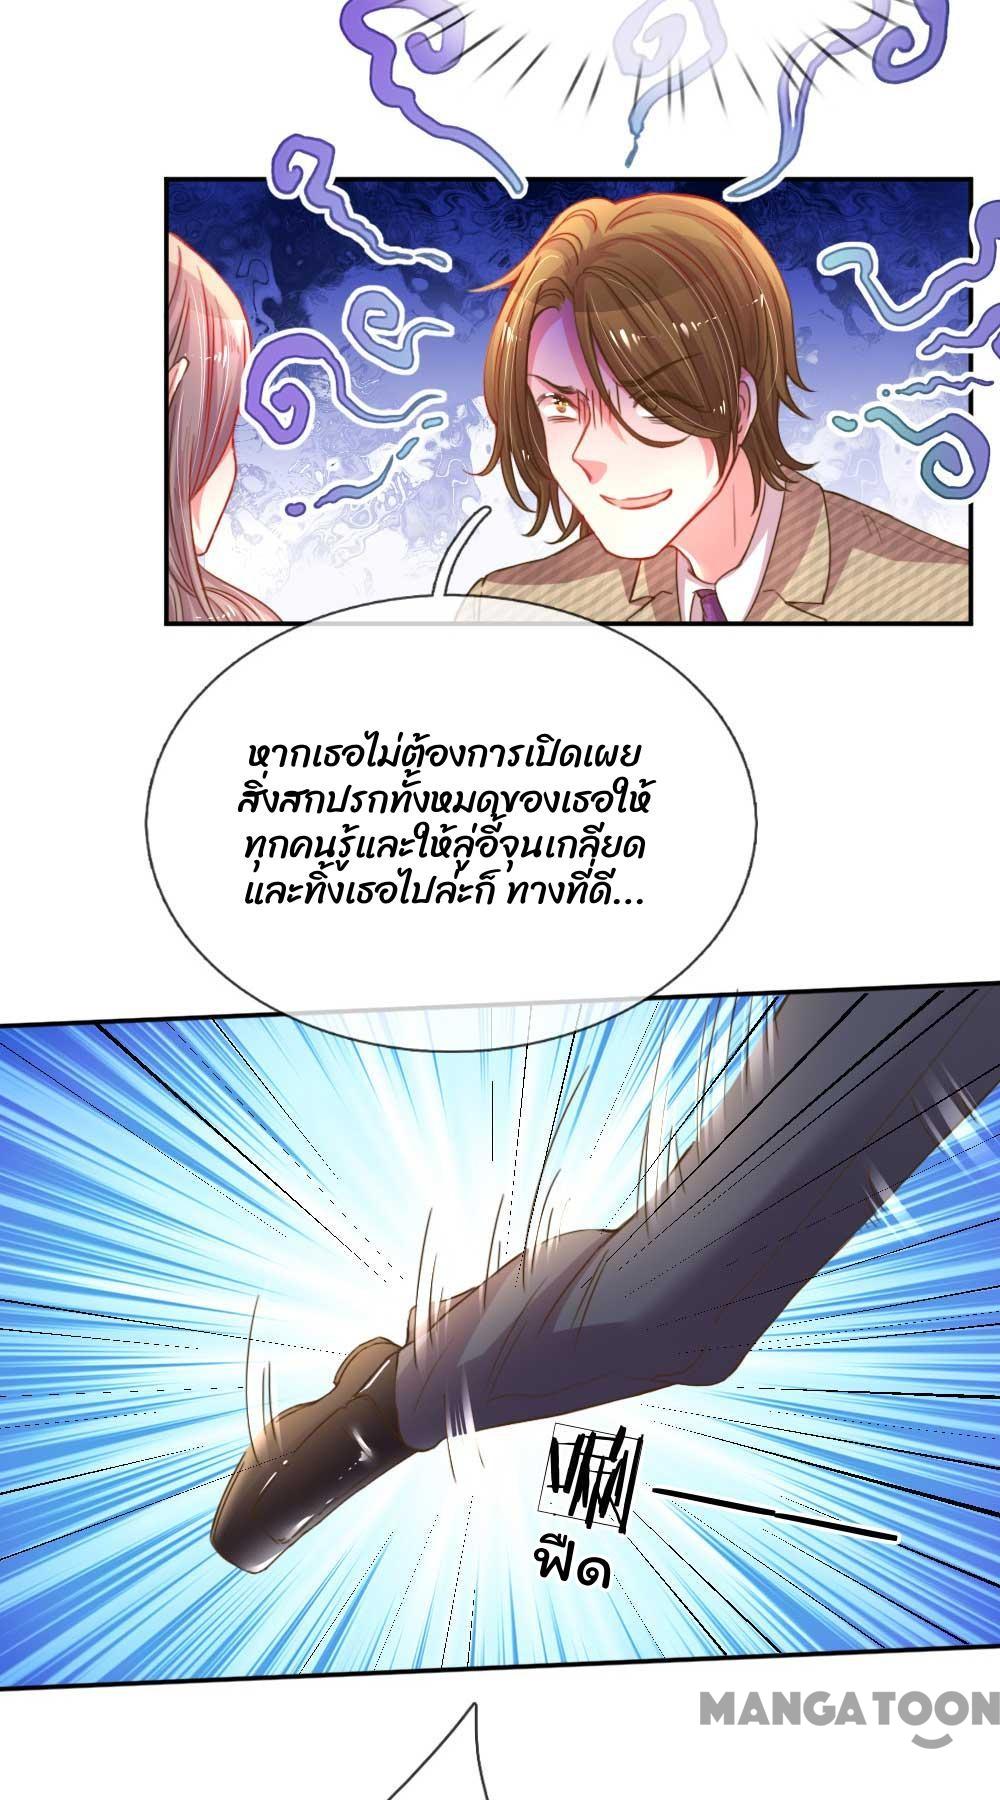 หากเธอไม่ต้องการเปิดเผย
สิ่งสกปรกทั้งหมดของเธอให้
ทุกคนรู้และให้ลู่อี้จุนเกลียด
และทิ้งเธอไปล่ะก็ ทางที่ดี...
唰
ฟืด
MANGATOON